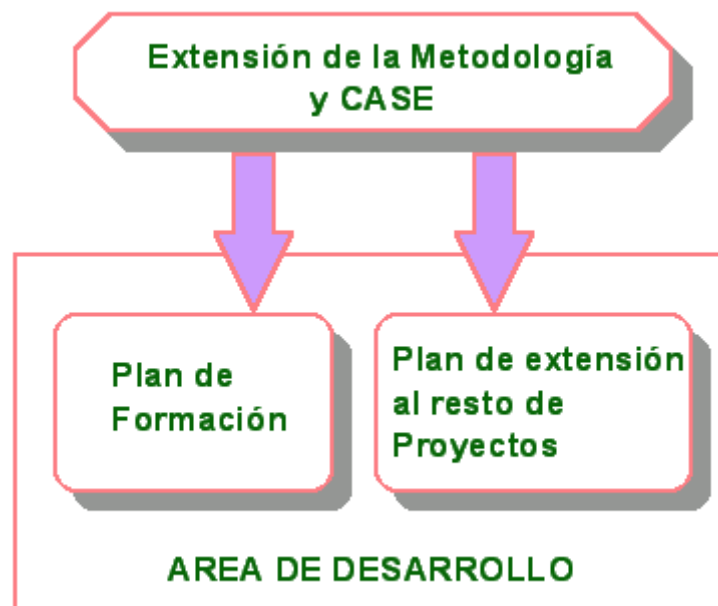 Extensión de la Metodología
y CASE
Plan de
Formación
Plan de extensión
al resto de
Proyectos
AREA DE DESARROLLO